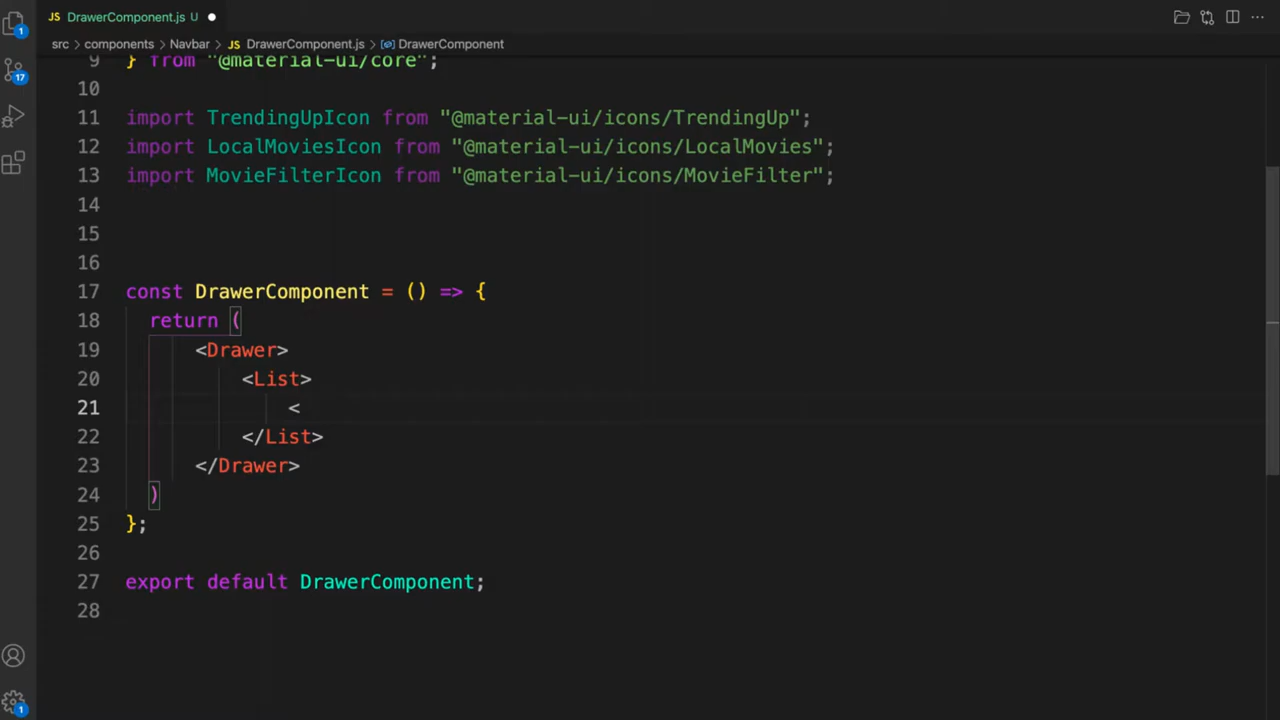 JS DrawerComponent.js U
src > components > Navbar > JS DrawerComponent.js > DrawerComponent
9 } from "@material-ui/core";
10
11 import TrendingUpIcon from "@material-ui/icons/TrendingUp";
12 import LocalMoviesIcon from "@material-ui/icons/LocalMovies";
13 import MovieFilterIcon from "@material-ui/icons/MovieFilter";
14
15
16
17 const DrawerComponent = () => {
18 return (
19 <Drawer>
20 <List>
21 <
22 </List>
23 </Drawer>
24 )
25 };
26
27 export default DrawerComponent;
28
1
17
1